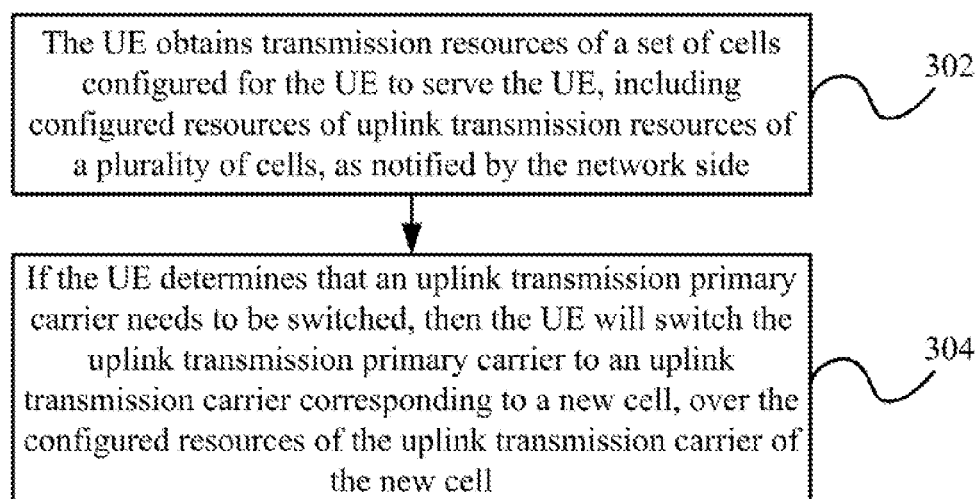 The UE obtains transmission resources of a set of cells
configured for the UE to serve the UE, including
configured resources of uplink transmission resources of
a plurality of cells, as notified by the network side
302
If the UE determines that an uplink transmission primary
carrier needs to be switched, then the UE will switch the
uplink transmission primary carrier to an uplink
transmission carrier corresponding to a new cell, over the
configured resources of the uplink transmission carrier of
the new cell
304